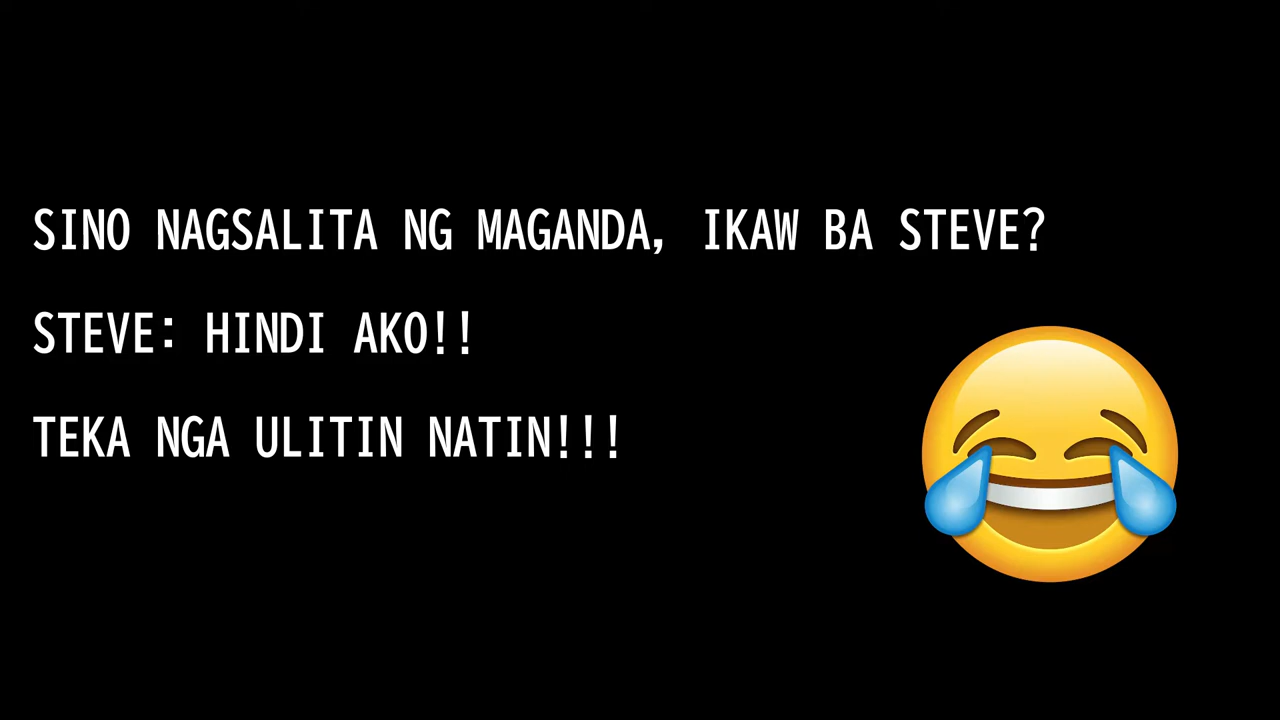 SINO NAGSALITA NG MAGANDA, IKAW BA STEVE?
STEVE: HINDI AKO!!
TEKA NGA ULITIN NATIN!!!